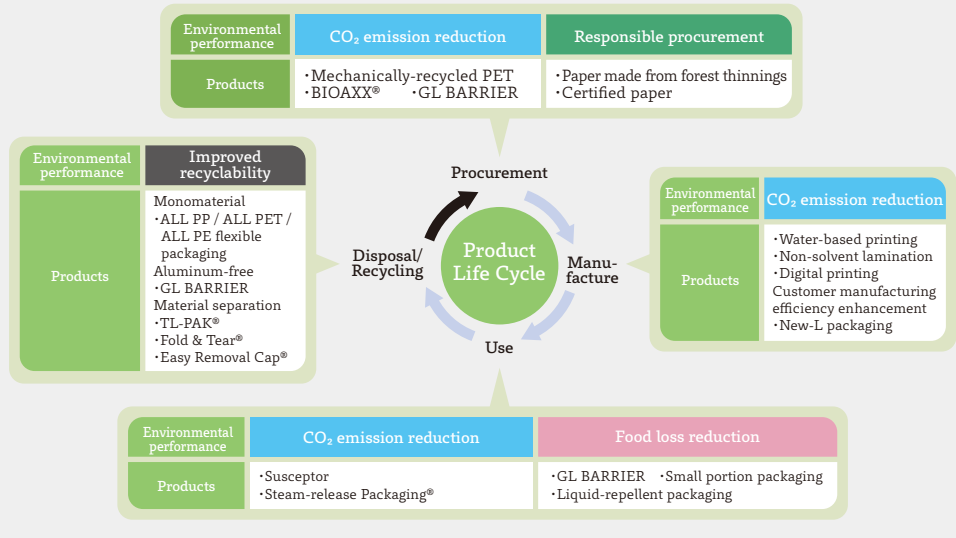 Environmental
performance
CO₂ emission reduction
Responsible procurement
Products
・Mechanically-recycled PET
・BIOAXX® ・GL BARRIER
・Paper made from forest thinnings
・Certified paper
Environmental
performance
Improved
recyclability
Products
Monomaterial
・ALL PP / ALL PET /
ALL PE flexible
packaging
Aluminum-free
・GL BARRIER
Material separation
・TL-PAK®
・Fold & Tear®
・Easy Removal Cap®
Procurement
Disposal/
Recycling
Product
Life Cycle
Manu-
facture
Use
Environmental
performance
CO₂ emission reduction
Products
・Water-based printing
・Non-solvent lamination
・Digital printing
Customer manufacturing
efficiency enhancement
・New-L packaging
Environmental
performance
CO₂ emission reduction
Food loss reduction
Products
・Susceptor
・Steam-release Packaging®
・GL BARRIER ・Small portion packaging
・Liquid-repellent packaging